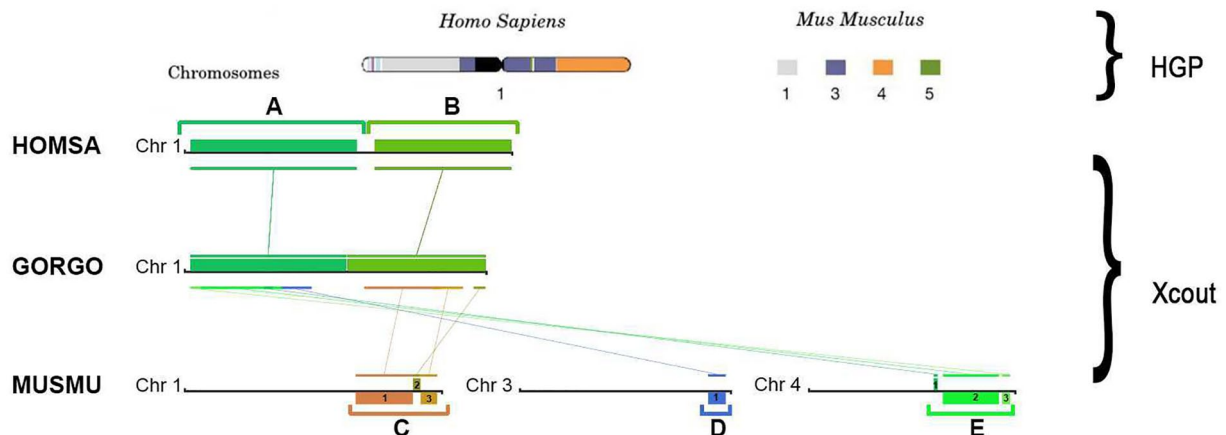 Homo Sapiens Mus Musculus
Chromosomes
1
1 3 4 5
HGP
A B
HOMSA Chr 1
GORGO Chr 1
Xcout
MUSMU Chr 1 Chr 3 Chr 4
2 1
1 3 1 2 3
C D E